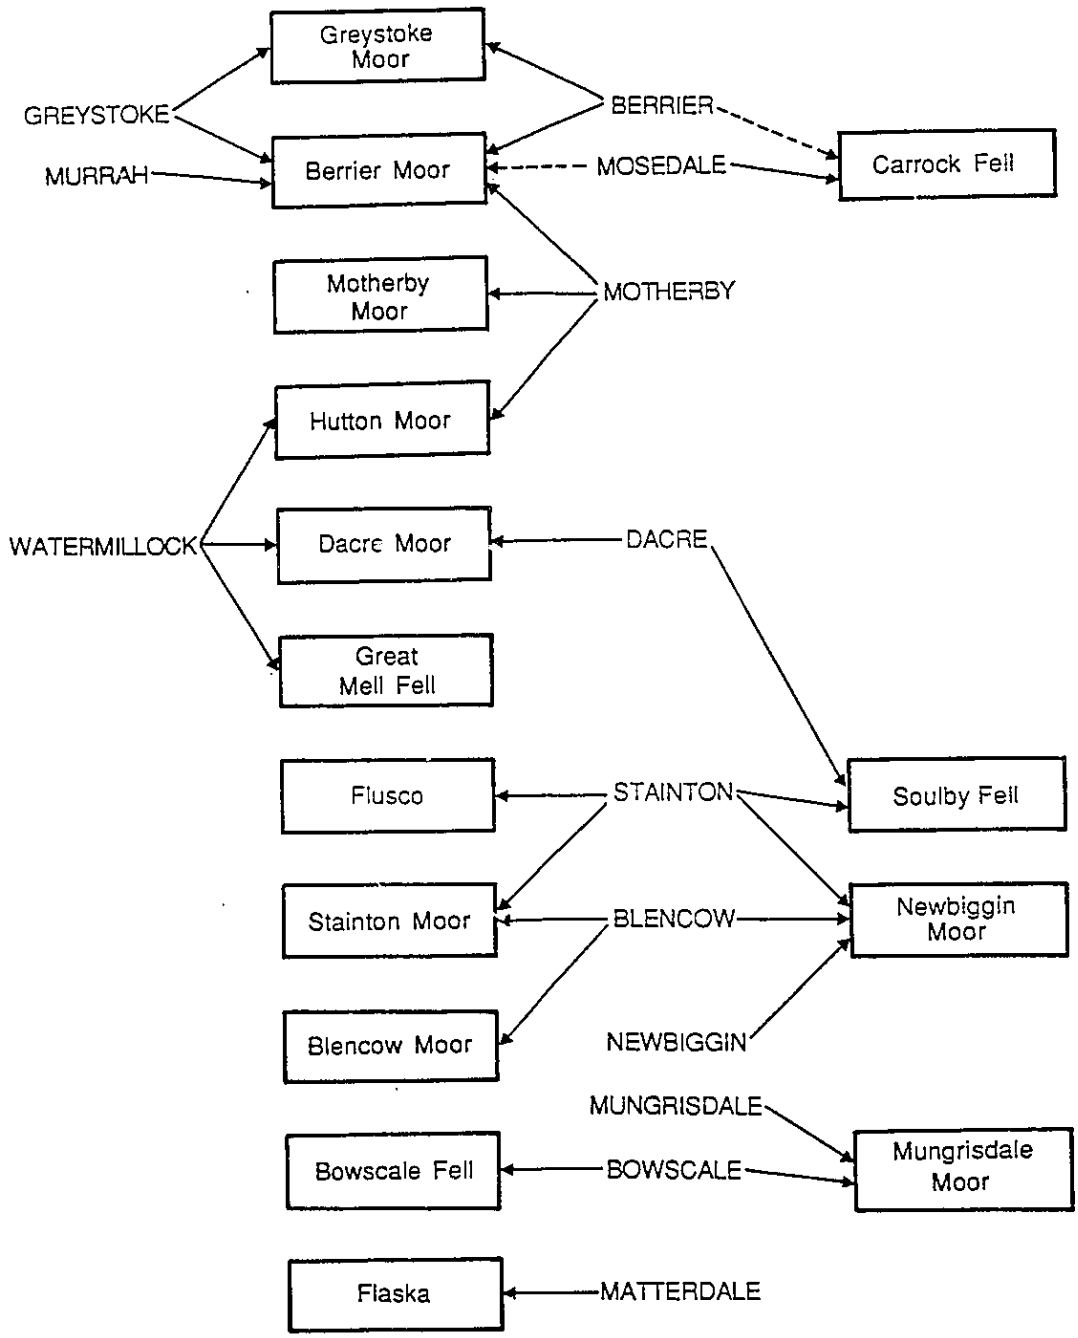 Greystoke
Moor
GREYSTOKE
BERRIER
MURRAH
Berrier Moor
MOSEDALE
Carrock Fell
Motherby
Moor
MOTHERBY
Hutton Moor
WATERMILLOCK
Dacre Moor
DACRE
Great
Mell Fell
Flusco
STAINTON
Soulby Fell
Stainton Moor
BLENCOW
Newbiggin
Moor
Blencow Moor
NEWBIGGIN
MUNGRISDALE
Bowscale Fell
BOWSCALE
Mungrisdale
Moor
Flaska
MATTERDALE